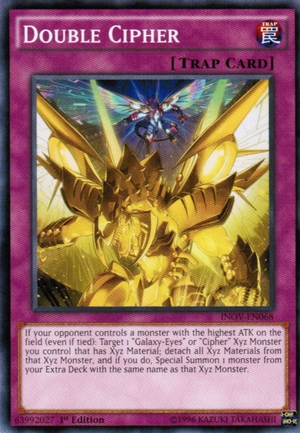 DOUBLE CIPHER
TRAP
罠
[TRAP CARD]
INOV-EN068
If your opponent controls a monster with the highest ATK on the
field (even if tied): Target 1 "Galaxy-Eyes" or "Cipher" Xyz Monster
you control that has Xyz Material; detach all Xyz Materials from
that Xyz Monster, and if you do, Special Summon 1 monster from
your Extra Deck with the same name as that Xyz Monster.
63992027
1st Edition
©1996 KAZUKI TAKAHASHI